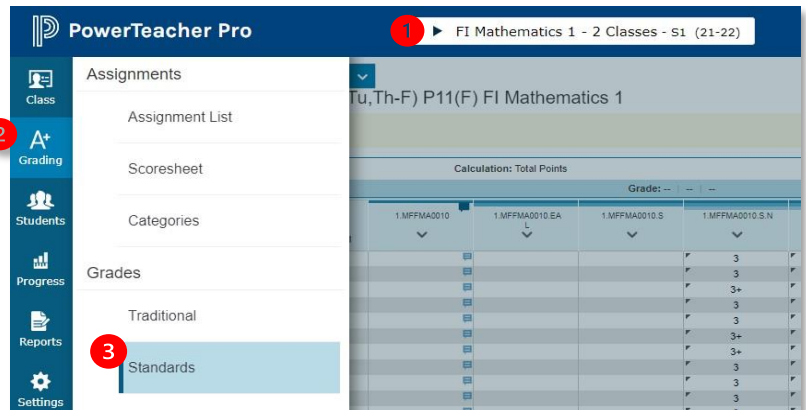 PowerTeacher Pro
1 ▶ FI Mathematics 1 - 2 Classes - S1 (21-22)
Class
Assignments
Tu,Th-F) P11(F) FI Mathematics 1
Assignment List
2
A+
Grading
Scoresheet
Calculation: Total Points
Grade: -- | -- | --
Students
Categories
1.MFFMA0010
1.MFFMA0010.EA
L
1.MFFMA0010.S
1.MFFMA0010.S.N
Progress
Grades
3
3
3+
Reports
Traditional
3
3
3+
3+
3
Standards
3
3
Settings
3